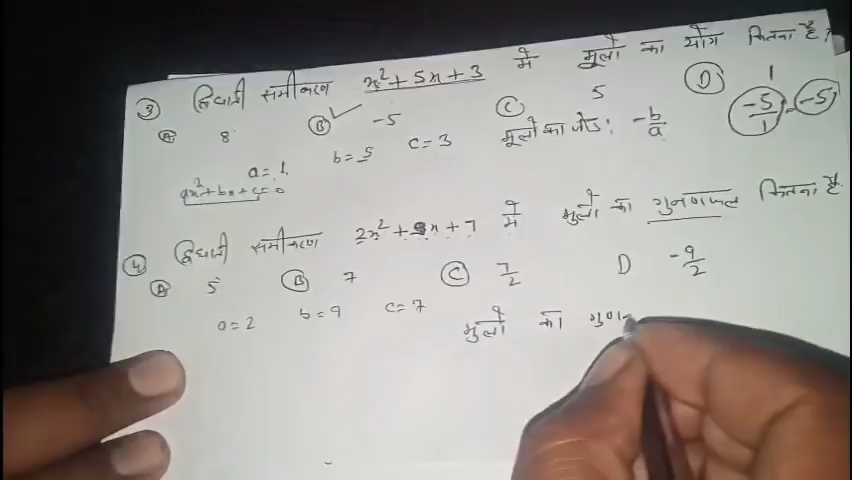 ③ द्विघाती समीकरण x² + 5x + 3 में मूलों का योग कितना है?
Ⓐ 8 Ⓑ -5 Ⓒ 5 Ⓓ 1
a = 1 b = 5 c = 3 मूलों का जोड़: -b/a -5/1 = -5
ax²+bx+c=0
④ द्विघाती समीकरण 2x² + 9x + 7 में मूलों का गुणनफल कितना है
Ⓐ 5 Ⓑ 7 Ⓒ 7/2 D -9/2
a = 2 b = 9 c = 7 मूलों का गुणन